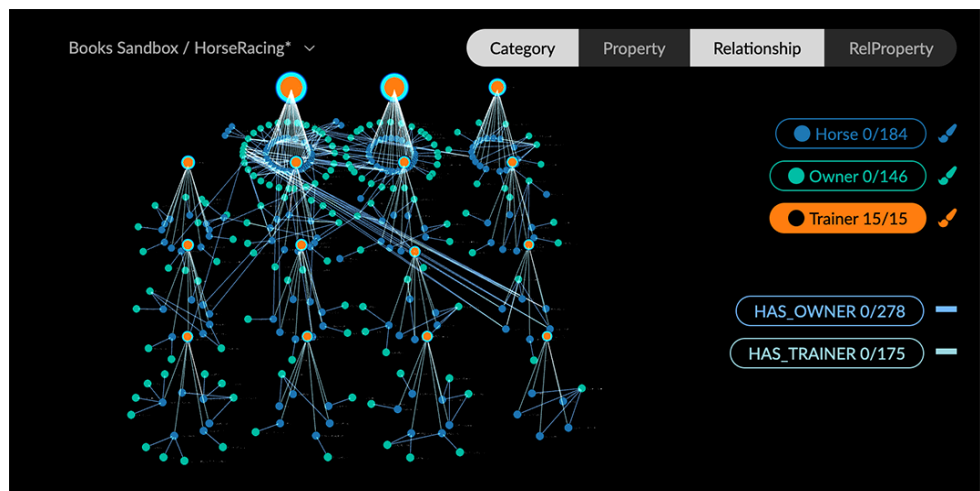 Books Sandbox / HorseRacing*
Category Property Relationship RelProperty
Horse 0/184
Owner 0/146
Trainer 15/15
HAS_OWNER 0/278
HAS_TRAINER 0/175